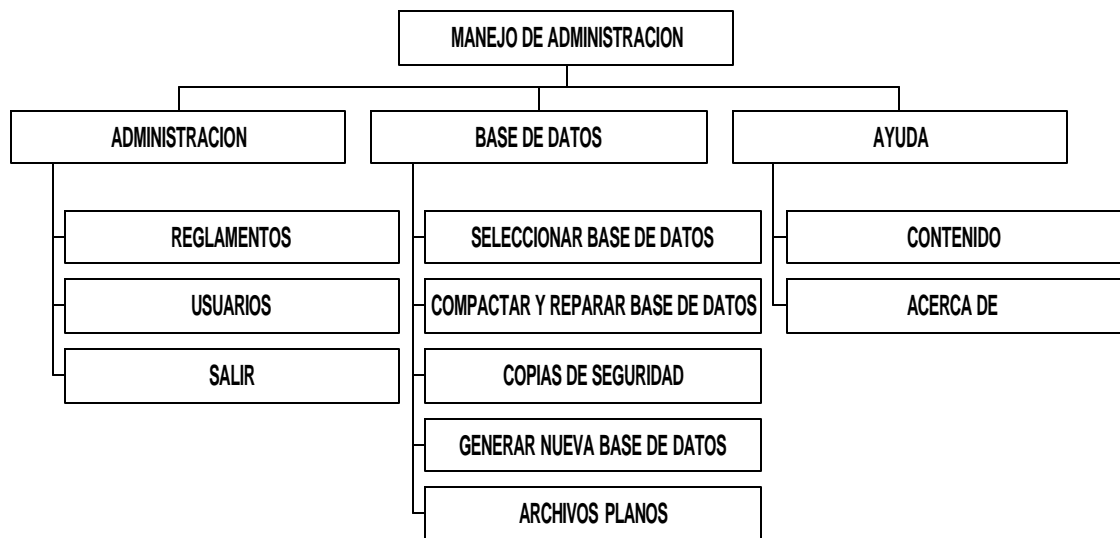 MANEJO DE ADMINISTRACION
ADMINISTRACION
BASE DE DATOS
AYUDA
REGLAMENTOS
SELECCIONAR BASE DE DATOS
CONTENIDO
USUARIOS
COMPACTAR Y REPARAR BASE DE DATOS
ACERCA DE
SALIR
COPIAS DE SEGURIDAD
GENERAR NUEVA BASE DE DATOS
ARCHIVOS PLANOS